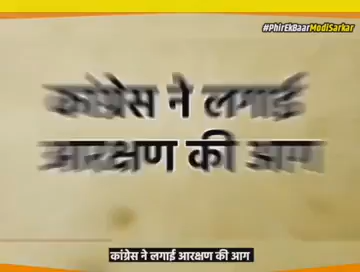 #PhirEkBaarModiSarkar
कांग्रेस ने लगाई
आरक्षण की आग
कांग्रेस ने लगाई आरक्षण की आग